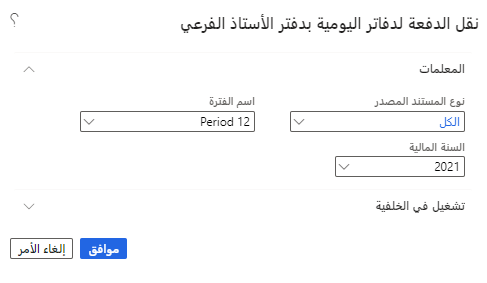 نقل الدفعة لدفاتر اليومية بدفتر الأستاذ الفرعي
?
المعلمات
نوع المستند المصدر
الكل
السنة المالية
2021
اسم الفترة
Period 12
تشغيل في الخلفية
موافق
إلغاء الأمر